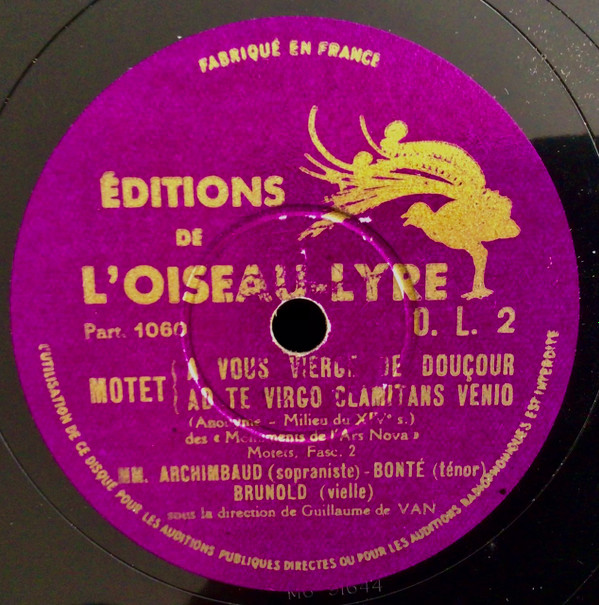 FABRIQUÉ EN FRANCE
ÉDITIONS
DE
L'OISEAU-LYRE
Part. 1060
O. L. 2
MOTET
A VOUS VIERGE DE DOUÇOUR
AD TE VIRGO CLAMITANS VENIO
(Anonyme - Milieu du XIVe s.)
des « Monuments de l'Ars Nova »
Motets, Fasc. 2
MM. ARCHIMBAUD (sopraniste) - BONTÉ (ténor)
BRUNOLD (vielle)
sous la direction de Guillaume de VAN
L'UTILISATION DE CE DISQUE POUR LES AUDITIONS PUBLIQUES DIRECTES OU POUR LES AUDITIONS RADIOPHONIQUES EST INTERDITE